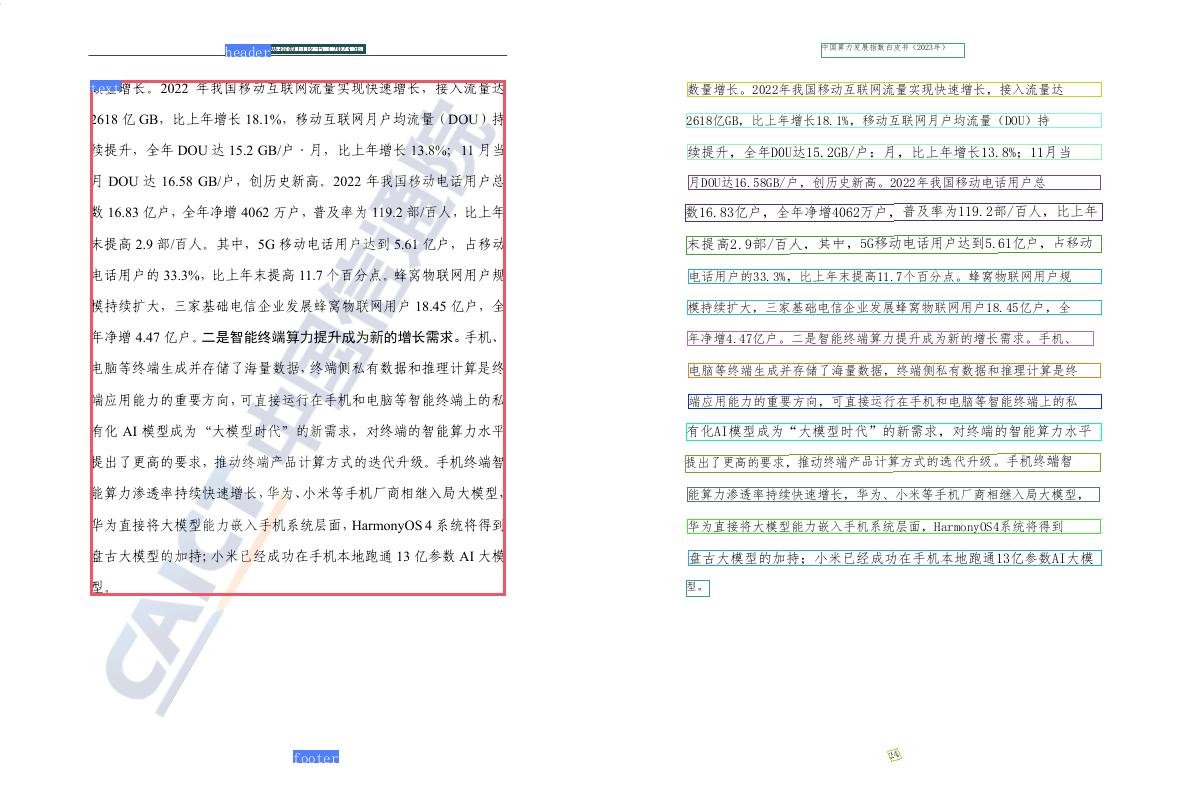 header
text增长。2022 年我国移动互联网流量实现快速增长，接入流量达
2618 亿 GB，比上年增长 18.1%，移动互联网月户均流量（DOU）持
续提升，全年 DOU 达 15.2 GB/户·月，比上年增长 13.8%；11 月当
月 DOU 达 16.58 GB/户，创历史新高。2022 年我国移动电话用户总
数 16.83 亿户，全年净增 4062 万户，普及率为 119.2 部/百人，比上年
末提高 2.9 部/百人。其中，5G 移动电话用户达到 5.61 亿户，占移动
电话用户的 33.3%，比上年末提高 11.7 个百分点。蜂窝物联网用户规
模持续扩大，三家基础电信企业发展蜂窝物联网用户 18.45 亿户，全
年净增 4.47 亿户。二是智能终端算力提升成为新的增长需求。手机、
电脑等终端生成并存储了海量数据，终端侧私有数据和推理计算是终
端应用能力的重要方向，可直接运行在手机和电脑等智能终端上的私
有化 AI 模型成为“大模型时代”的新需求，对终端的智能算力水平
提出了更高的要求，推动终端产品计算方式的迭代升级。手机终端智
能算力渗透率持续快速增长，华为、小米等手机厂商相继入局大模型，
华为直接将大模型能力嵌入手机系统层面，HarmonyOS 4 系统将得到
盘古大模型的加持；小米已经成功在手机本地跑通 13 亿参数 AI 大模
型。
CAICT 中国信通院
footer
中国算力发展指数白皮书（2023年）
数量增长。2022年我国移动互联网流量实现快速增长，接入流量达
2618亿GB，比上年增长18.1%，移动互联网月户均流量（DOU）持
续提升，全年DOU达15.2GB/户：月，比上年增长13.8%；11月当
月DOU达16.58GB/户，创历史新高。2022年我国移动电话用户总
数16.83亿户，全年净增4062万户，普及率为119.2部/百人，比上年
末提高2.9部/百人，其中，5G移动电话用户达到5.61亿户，占移动
电话用户的33.3%，比上年末提高11.7个百分点。蜂窝物联网用户规
模持续扩大，三家基础电信企业发展蜂窝物联网用户18.45亿户，全
年净增4.47亿户。二是智能终端算力提升成为新的增长需求。手机、
电脑等终端生成并存储了海量数据，终端侧私有数据和推理计算是终
端应用能力的重要方向，可直接运行在手机和电脑等智能终端上的私
有化AI模型成为“大模型时代”的新需求，对终端的智能算力水平
提出了更高的要求，推动终端产品计算方式的迭代升级。手机终端智
能算力渗透率持续快速增长，华为、小米等手机厂商相继入局大模型，
华为直接将大模型能力嵌入手机系统层面，HarmonyOS4系统将得到
盘古大模型的加持；小米已经成功在手机本地跑通13亿参数AI大模
型。
24